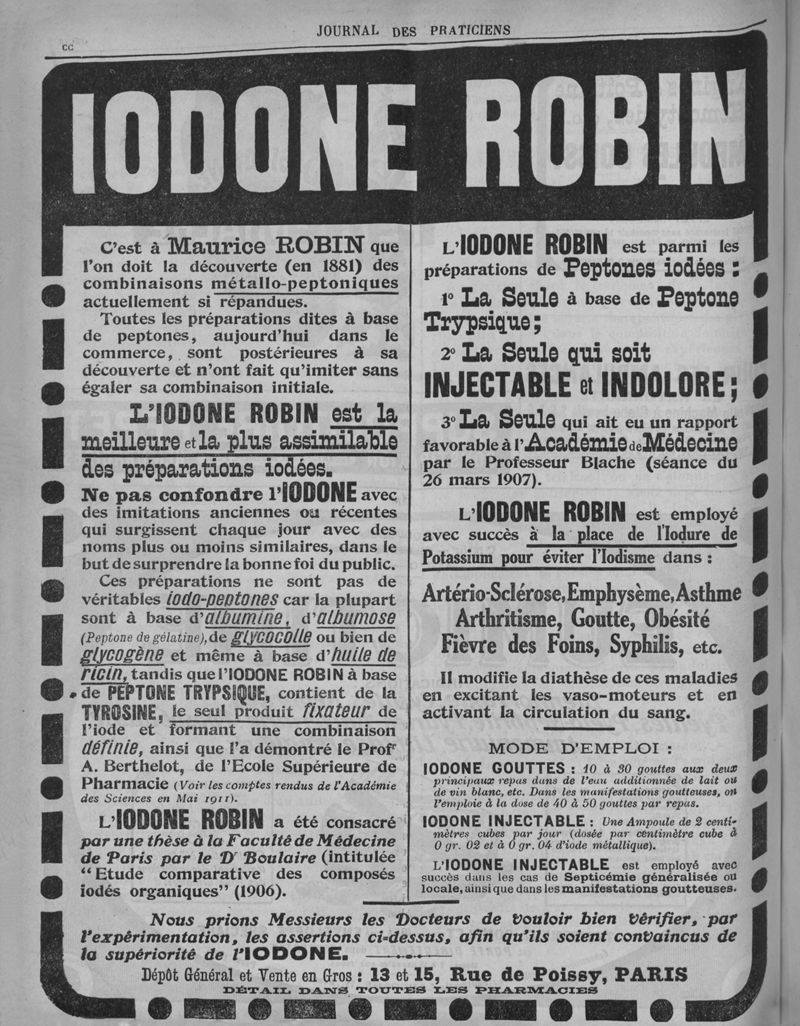 JOURNAL DES PRATICIENS
CC
IODONE ROBIN
C'est à Maurice ROBIN que
l'on doit la découverte (en 1881) des
combinaisons métallo-peptoniques
actuellement si répandues.
Toutes les préparations dites à base
de peptones, aujourd'hui dans le
commerce, sont postérieures à sa
découverte et n'ont fait qu'imiter sans
égaler sa combinaison initiale.
L'IODONE ROBIN est la
meilleure et la plus assimilable
des préparations iodées.
Ne pas confondre l'IODONE avec
des imitations anciennes ou récentes
qui surgissent chaque jour avec des
noms plus ou moins similaires, dans le
but de surprendre la bonne foi du public.
Ces préparations ne sont pas de
véritables iodo-peptones car la plupart
sont à base d'albumine, d'albumose
(Peptone de gélatine), de glycocolle ou bien de
glycogène et même à base d'huile de
ricin, tandis que l'IODONE ROBIN à base
de PEPTONE TRYPSIQUE, contient de la
TYROSINE, le seul produit fixateur de
l'iode et formant une combinaison
définie, ainsi que l'a démontré le Profr
A. Berthelot, de l'Ecole Supérieure de
Pharmacie (Voir les comptes rendus de l'Académie
des Sciences en Mai 1911).
L'IODONE ROBIN a été consacré
par une thèse à la Faculté de Médecine
de Paris par le Dr Boulaire (intitulée
"Etude comparative des composés
iodés organiques" (1906).
L'IODONE ROBIN est parmi les
préparations de Peptones iodées :
1° La Seule à base de Peptone
Trypsique;
2° La Seule qui soit
INJECTABLE et INDOLORE;
3° La Seule qui ait eu un rapport
favorable à l'Académie de Médecine
par le Professeur Blache (séance du
26 mars 1907).
L'IODONE ROBIN est employé
avec succès à la place de l'Iodure de
Potassium pour éviter l'Iodisme dans :
Artério-Sclérose, Emphysème, Asthme
Arthritisme, Goutte, Obésité
Fièvre des Foins, Syphilis, etc.
Il modifie la diathèse de ces maladies
en excitant les vaso-moteurs et en
activant la circulation du sang.
MODE D'EMPLOI :
IODONE GOUTTES : 10 à 30 gouttes aux deux
principaux repas dans de l'eau additionnée de lait ou
de vin blanc, etc. Dans les manifestations goutteuses, on
l'emploie à la dose de 40 à 50 gouttes par repas.
IODONE INJECTABLE : Une Ampoule de 2 centi-
mètres cubes par jour (dosée par centimètre cube à
0 gr. 02 et à 0 gr. 04 d'iode métallique).
L'IODONE INJECTABLE est employé avec
succès dans les cas de Septicémie généralisée ou
locale, ainsi que dans les manifestations goutteuses.
Nous prions Messieurs les Docteurs de vouloir bien vérifier, par
l'expérimentation, les assertions ci-dessus, afin qu'ils soient convaincus de
la supériorité de l'IODONE.
Dépôt Général et Vente en Gros : 13 et 15, Rue de Poissy, PARIS
DÉTAIL DANS TOUTES LES PHARMACIES